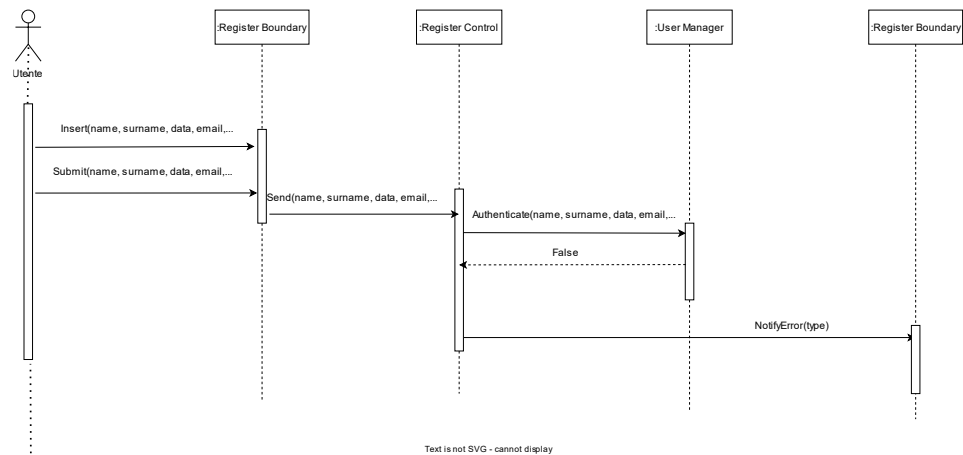 :Register Boundary
:Register Control
:User Manager
:Register Boundary
Utente
Insert(name, surname, data, email,...
Submit(name, surname, data, email,...
Send(name, surname, data, email,...
Authenticate(name, surname, data, email,...
False
NotifyError(type)
Text is not SVG - cannot display